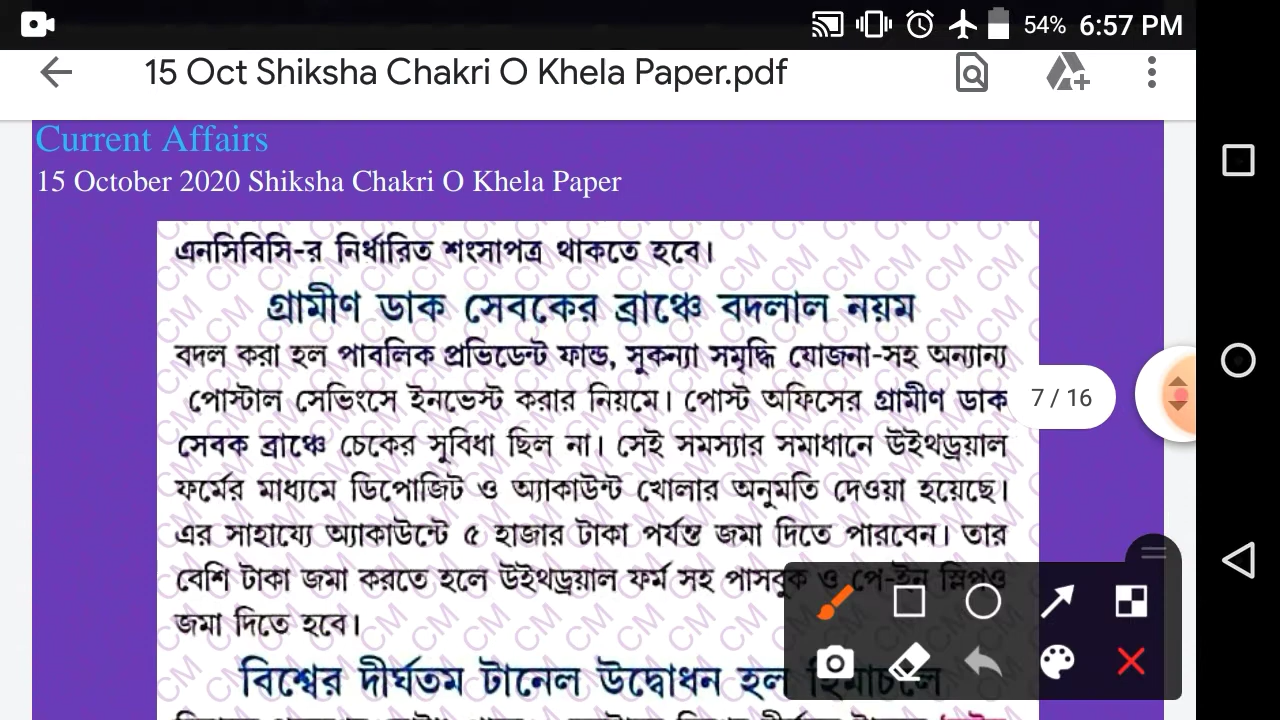 54% 6:57 PM
15 Oct Shiksha Chakri O Khela Paper.pdf
Current Affairs
15 October 2020 Shiksha Chakri O Khela Paper
এনসিবিসি-র নির্ধারিত শংসাপত্র থাকতে হবে।
গ্রামীণ ডাক সেবকের ব্রাঞ্চে বদলাল নয়ম
বদল করা হল পাবলিক প্রভিডেন্ট ফান্ড, সুকন্যা সমৃদ্ধি যোজনা-সহ অন্যান্য
পোস্টাল সেভিংসে ইনভেস্ট করার নিয়মে। পোস্ট অফিসের গ্রামীণ ডাক
7 / 16
সেবক ব্রাঞ্চে চেকের সুবিধা ছিল না। সেই সমস্যার সমাধানে উইথড্রয়াল
ফর্মের মাধ্যমে ডিপোজিট ও অ্যাকাউন্ট খোলার অনুমতি দেওয়া হয়েছে।
এর সাহায্যে অ্যাকাউন্টে ৫ হাজার টাকা পর্যন্ত জমা দিতে পারবেন। তার
বেশি টাকা জমা করতে হলে উইথড্রয়াল ফর্ম সহ পাসবুক ও পে-ইন স্লিপও
জমা দিতে হবে।
বিশ্বের দীর্ঘতম টানেল উদ্বোধন হল হিমাচলে